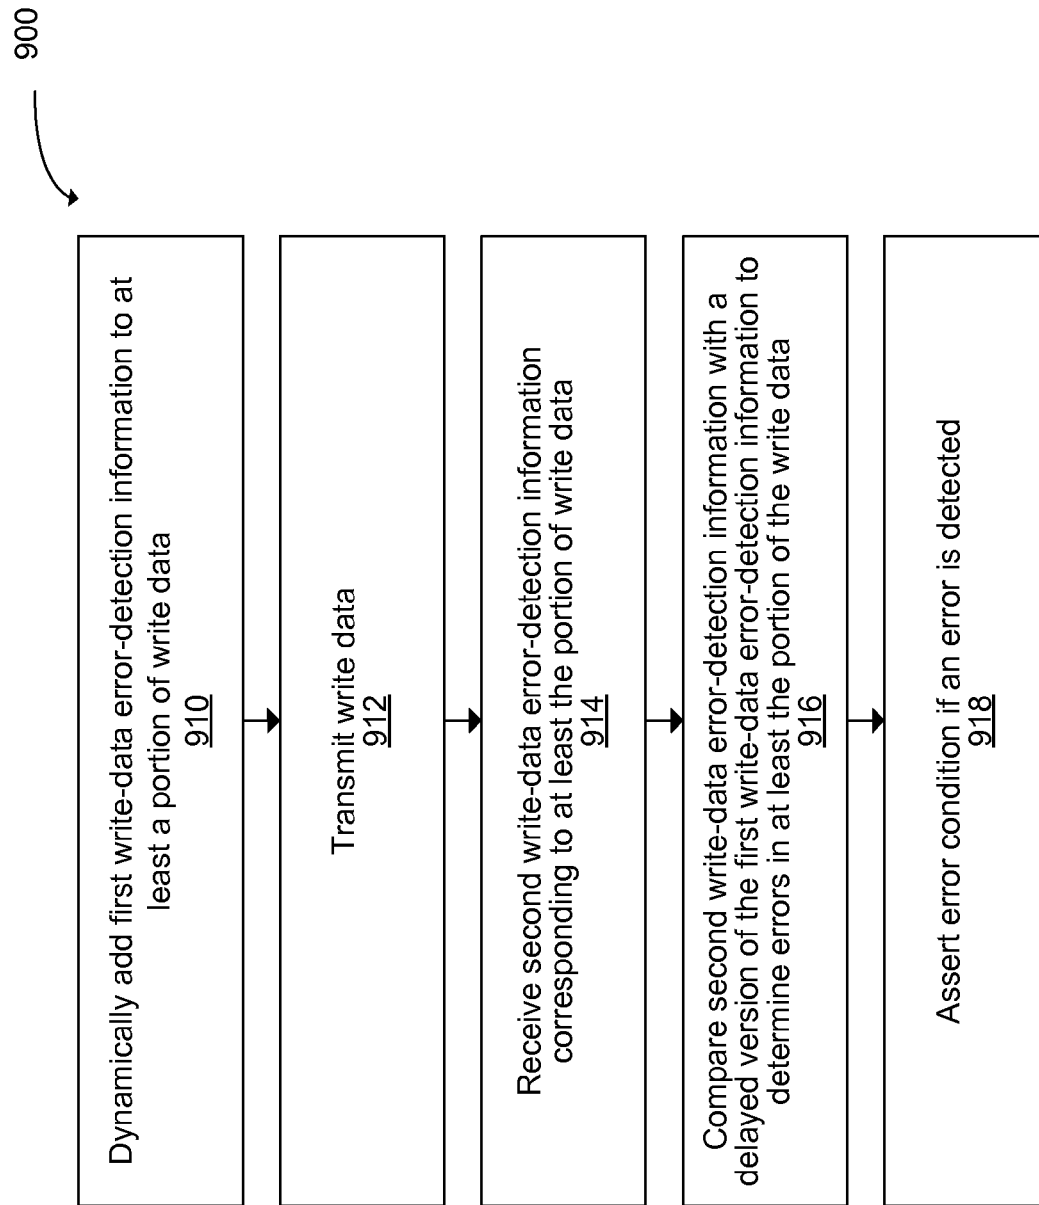 900
Dynamically add first write-data error-detection information to at
least a portion of write data
910
Transmit write data
912
Receive second write-data error-detection information
corresponding to at least the portion of write data
914
Compare second write-data error-detection information with a
delayed version of the first write-data error-detection information to
determine errors in at least the portion of the write data
916
Assert error condition if an error is detected
918